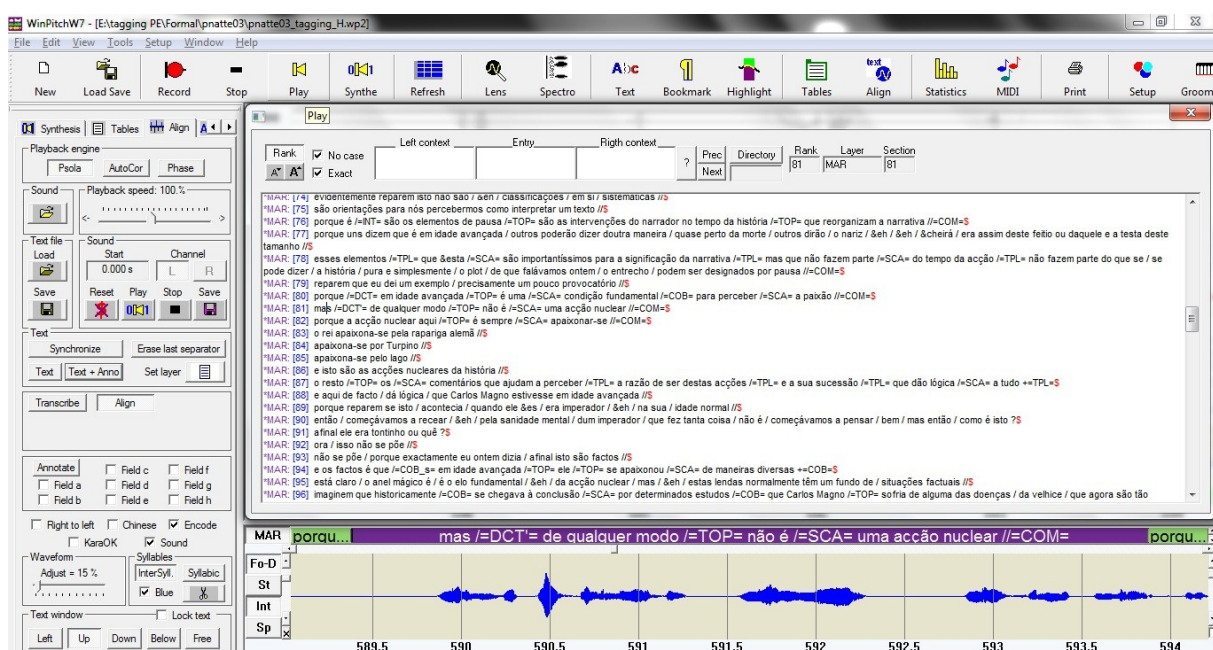 WinPitchW7 - [E:\tagging PE\Formal\pnatte03\pnatte03_tagging_H.wp2]
File Edit View Tools Setup Window Help
New Load Save Record Stop Play Synthe Refresh Lens Spectro Text Bookmark Highlight Tables Align Statistics MIDI Print Setup Groom
Play
Synthesis Tables Align
Playback engine
Psola AutoCor Phase
Sound Playback speed: 100.%
<- ->
Text file Sound
Load Start Channel
0.000 s L R
Save Reset Play Stop Save
Text
Synchronize Erase last separator
Text Text + Anno Set layer
Transcribe Align
Annotate Field c Field f
Field a Field d Field g
Field b Field e Field h
Right to left Chinese Encode
KaraOK Sound
Waveform Syllables
Adjust = 15 % InterSyll. Syllabic
Blue
Text window Lock text
Left Up Down Below Free
Rank No case Left context Entry Rigth context ? Prec Directory Rank Layer Section
Exact Next 81 MAR 81
*MAR: [74] evidentemente reparem isto não são / &eh / classificações / em si / sistemáticas //$
*MAR: [75] são orientações para nós percebermos como interpretar um texto //$
*MAR: [76] porque é /=INT= são os elementos de pausa /=TOP= são as intervenções do narrador no tempo da história /=TOP= que reorganizam a narrativa //=COM=$
*MAR: [77] porque uns dizem que é em idade avançada / outros poderão dizer doutra maneira / quase perto da morte / outros dirão / o nariz / &eh / &eh / &cheirá / era assim deste feitio ou daquele e a testa deste
tamanho //$
*MAR: [78] esses elementos /=TPL= que &esta /=SCA= são importantíssimos para a significação da narrativa /=TPL= mas que não fazem parte /=SCA= do tempo da acção /=TPL= não fazem parte do que se / se
pode dizer / a história / pura e simplesmente / o plot / de que falávamos ontem / o entrecho / podem ser designados por pausa //=COM=$
*MAR: [79] reparem que eu dei um exemplo / precisamente um pouco provocatório //$
*MAR: [80] porque /=DCT= em idade avançada /=TOP= é uma /=SCA= condição fundamental /=COB= para perceber /=SCA= a paixão //=COM=$
*MAR: [81] mas /=DCT'= de qualquer modo /=TOP= não é /=SCA= uma acção nuclear //=COM=$
*MAR: [82] porque a acção nuclear aqui /=TOP= é sempre /=SCA= apaixonar-se //=COM=$
*MAR: [83] o rei apaixona-se pela rapariga alemã //$
*MAR: [84] apaixona-se por Turpino //$
*MAR: [85] apaixona-se pelo lago //$
*MAR: [86] e isto são as acções nucleares da história //$
*MAR: [87] o resto /=TOP= os /=SCA= comentários que ajudam a perceber /=TPL= a razão de ser destas acções /=TPL= e a sua sucessão /=TPL= que dão lógica /=SCA= a tudo +=TPL=$
*MAR: [88] e aqui de facto / dá lógica / que Carlos Magno estivesse em idade avançada //$
*MAR: [89] porque reparem se isto / acontecia / quando ele &es / era imperador / &eh / na sua / idade normal //$
*MAR: [90] então / começávamos a recear / &eh / pela sanidade mental / dum imperador / que fez tanta coisa / não é / começávamos a pensar / bem / mas então / como é isto ?$
*MAR: [91] afinal ele era tontinho ou quê ?$
*MAR: [92] ora / isso não se põe //$
*MAR: [93] não se põe / porque exactamente eu ontem dizia / afinal isto são factos //$
*MAR: [94] e os factos é que /=COB_s= em idade avançada /=TOP= ele /=TOP= se apaixonou /=SCA= de maneiras diversas +=COB=$
*MAR: [95] está claro / o anel mágico é / é o elo fundamental / &eh / da acção nuclear / mas / &eh / estas lendas normalmente têm um fundo de / situações factuais //$
*MAR: [96] imaginem que historicamente /=COB= se chegava à conclusão /=SCA= por determinados estudos /=COB= que Carlos Magno /=TOP= sofria de alguma das doenças / da velhice / que agora são tão
MAR porqu... mas /=DCT'= de qualquer modo /=TOP= não é /=SCA= uma acção nuclear //=COM= porqu...
Fo-D
St
Int
Sp
589.5 590 590.5 591 591.5 592 592.5 593 593.5 594